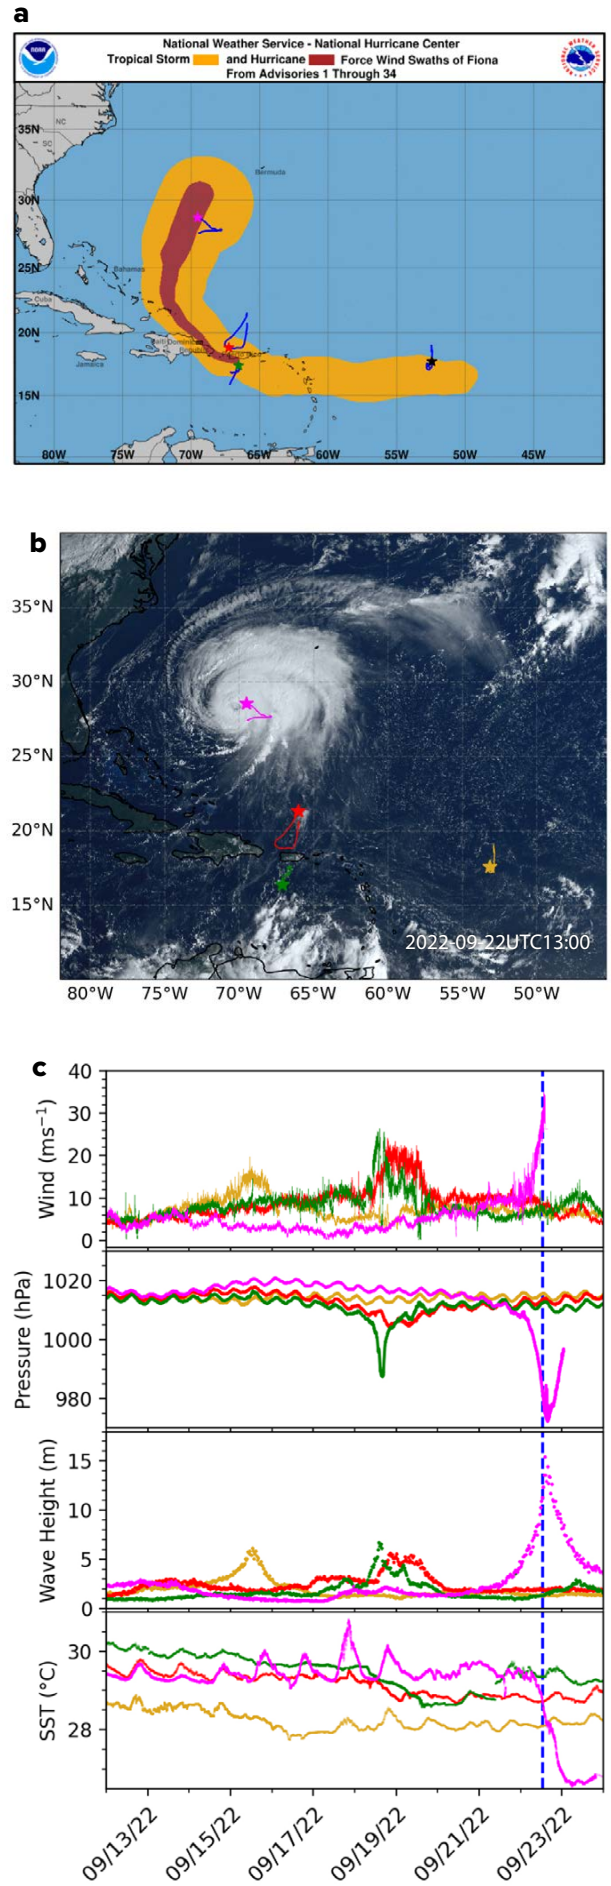 a
National Weather Service - National Hurricane Center
Tropical Storm and Hurricane Force Wind Swaths of Fiona
From Advisories 1 Through 34
NOAA
NC
35N
SC
Bermuda
30N
25N
Bahamas
Cuba
20N
Jamaica
15N
80W 75W 70W 65W 60W 55W 50W 45W
b
35°N
30°N
25°N
20°N
15°N
2022-09-22UTC13:00
80°W 75°W 70°W 65°W 60°W 55°W 50°W
c
Wind (ms⁻¹)
40
30
20
10
0
Pressure (hPa)
1020
1000
980
Wave Height (m)
15
10
5
0
SST (°C)
30
28
09/13/22 09/15/22 09/17/22 09/19/22 09/21/22 09/23/22